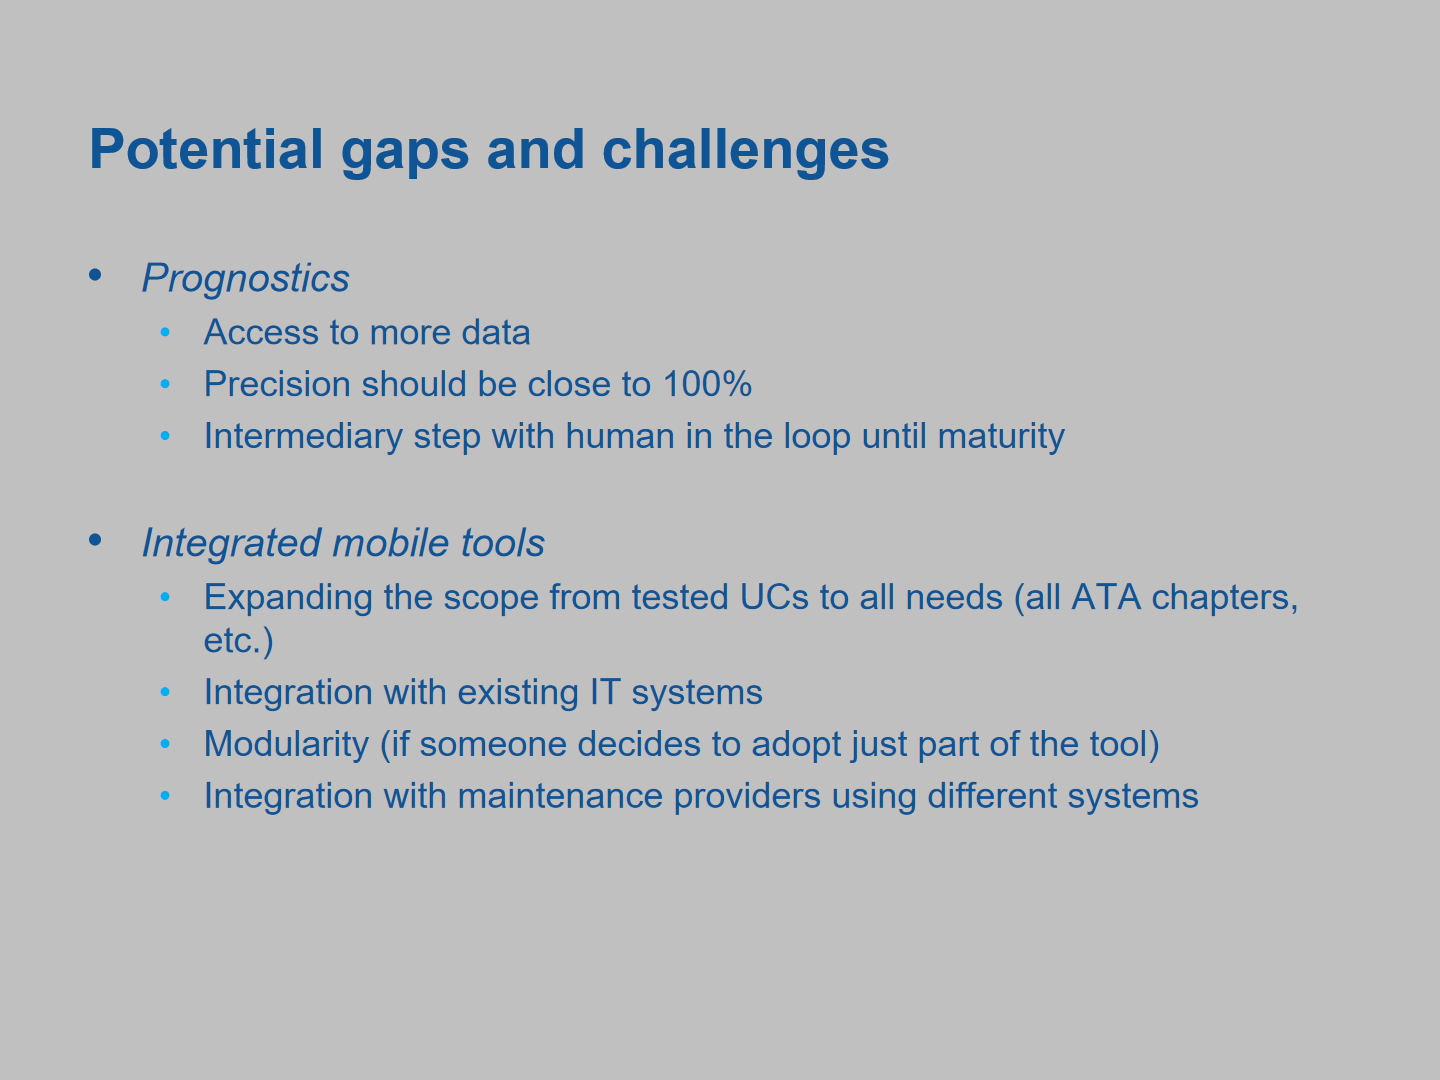 Potential gaps and challenges
• Prognostics
• Access to more data
• Precision should be close to 100%
• Intermediary step with human in the loop until maturity
• Integrated mobile tools
• Expanding the scope from tested UCs to all needs (all ATA chapters,
etc.)
• Integration with existing IT systems
• Modularity (if someone decides to adopt just part of the tool)
• Integration with maintenance providers using different systems